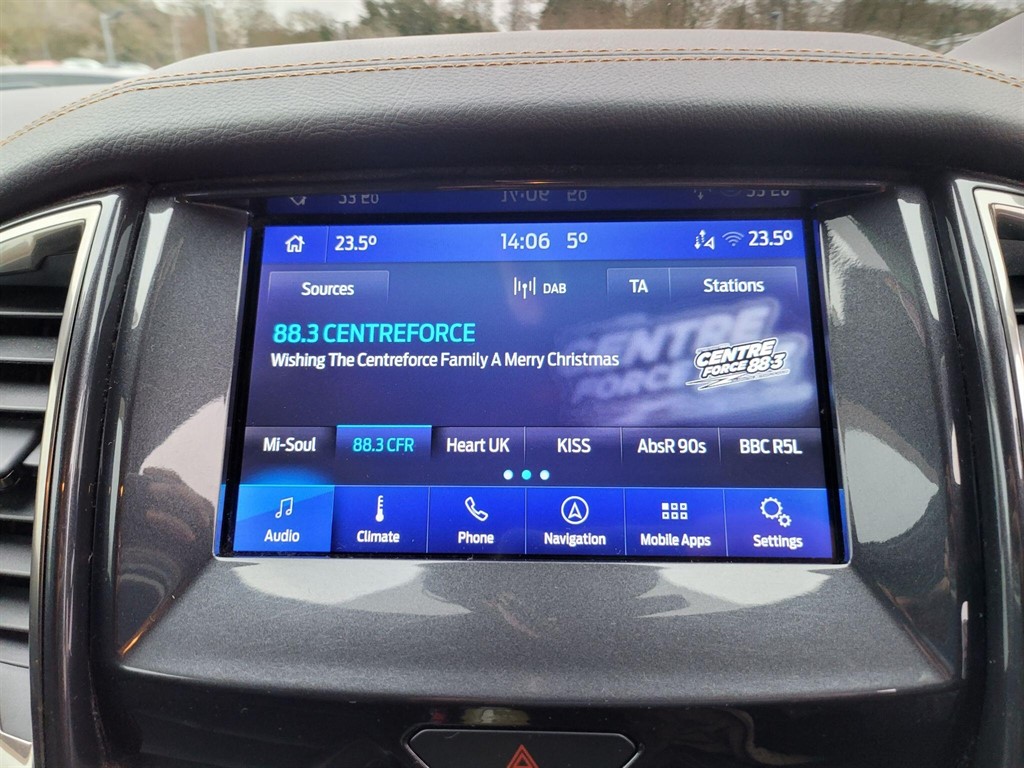 23.5º 14:06 5º 23.5º
Sources DAB TA Stations
88.3 CENTREFORCE
Wishing The Centreforce Family A Merry Christmas
CENTRE
FORCE 88.3
CENTRE
FORCE
Mi-Soul 88.3 CFR Heart UK KISS AbsR 90s BBC R5L
Audio Climate Phone Navigation Mobile Apps Settings